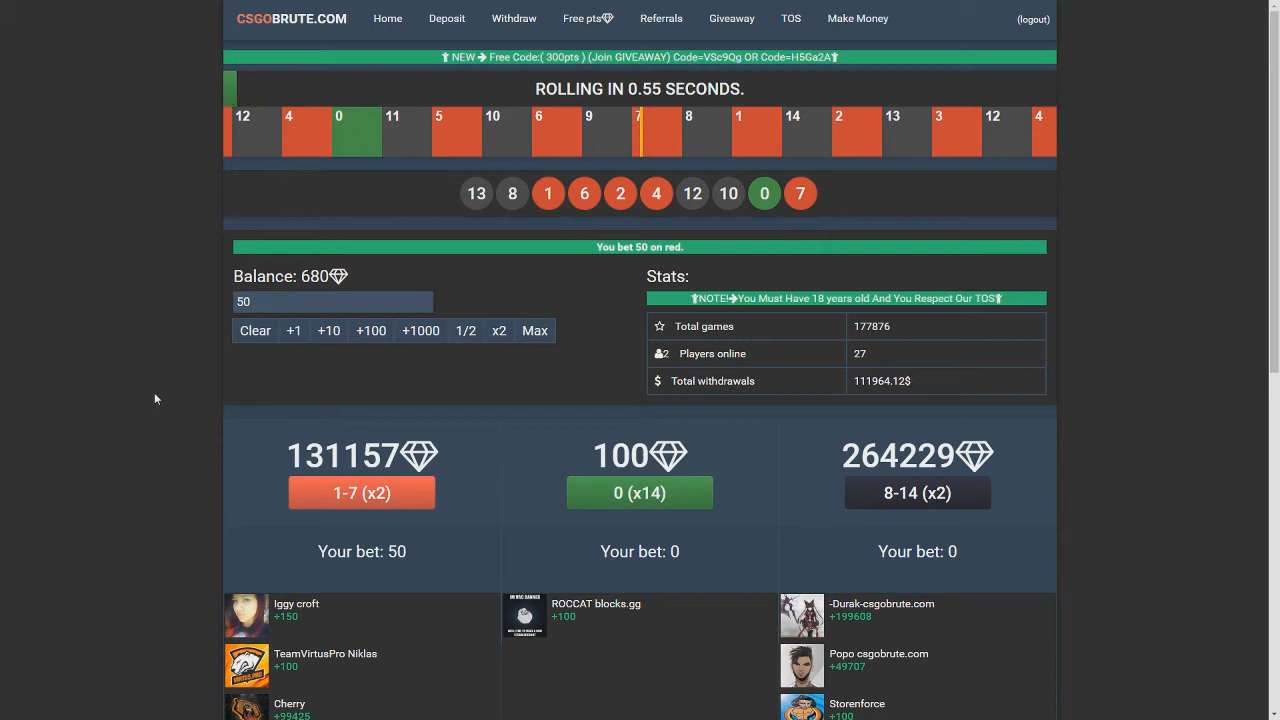 CSGOBRUTE.COM Home Deposit Withdraw Free pts Referrals Giveaway TOS Make Money (logout)
NEW Free Code:( 300pts ) (Join GIVEAWAY) Code=VSc9Qg OR Code=H5Ga2A
ROLLING IN 0.55 SECONDS.
12 4 0 11 5 10 6 9 7 8 1 14 2 13 3 12 4
13 8 1 6 2 4 12 10 0 7
You bet 50 on red.
Balance: 680
50
Clear +1 +10 +100 +1000 1/2 x2 Max
Stats:
NOTE!You Must Have 18 years old And You Respect Our TOS
Total games 177876
2 Players online 27
$ Total withdrawals 111964.12$
131157 100 264229
1-7 (x2) 0 (x14) 8-14 (x2)
Your bet: 50 Your bet: 0 Your bet: 0
Iggy croft
+150
TeamVirtusPro Niklas
+100
Cherry
+99425
ROCCAT blocks.gg
+100
-Durak-csgobrute.com
+199608
Popo csgobrute.com
+49707
Storenforce
+100